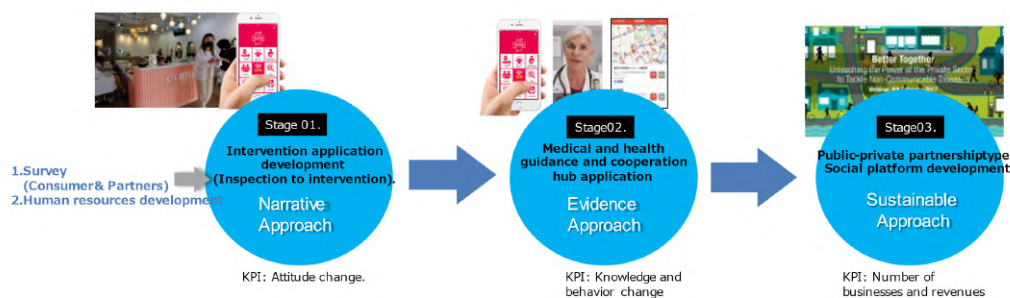 1.Survey
(Consumer& Partners)
2.Human resources development
Stage 01.
Intervention application
development
(Inspection to intervention).
Narrative
Approach
KPI: Attitude change.
Stage02.
Medical and health
guidance and cooperation
hub application
Evidence
Approach
KPI: Knowledge and
behavior change
Better Together
Unleashing the Power of the Private Sector
to Tackle Non-Communicable
Stage03.
Public-private partnershiptype
Social platform development
Sustainable
Approach
KPI: Number of
businesses and revenues